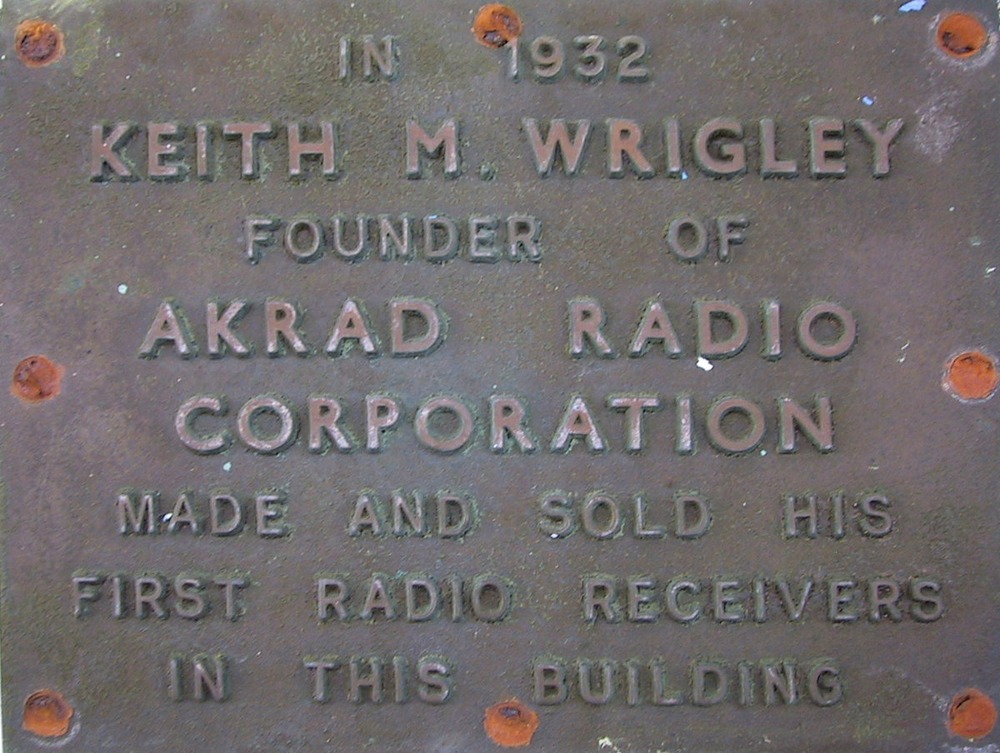 IN 1932
KEITH M. WRIGLEY
FOUNDER OF
AKRAD RADIO
CORPORATION
MADE AND SOLD HIS
FIRST RADIO RECEIVERS
IN THIS BUILDING